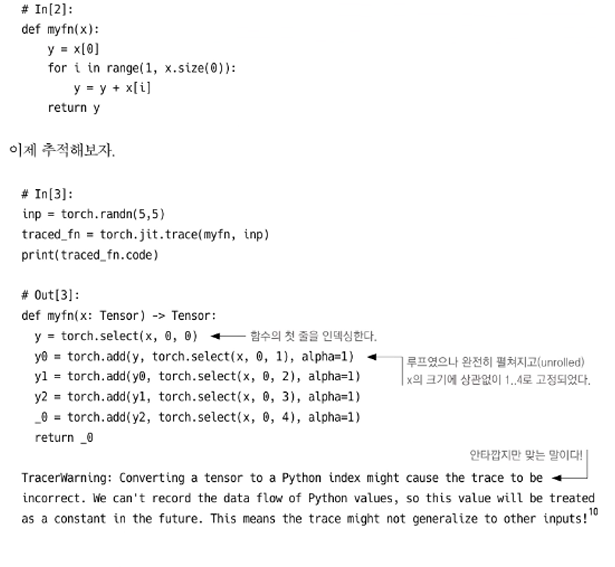 # In[2]:
def myfn(x):
    y = x[0]
    for i in range(1, x.size(0)):
        y = y + x[i]
    return y
이제 추적해보자.
# In[3]:
inp = torch.randn(5,5)
traced_fn = torch.jit.trace(myfn, inp)
print(traced_fn.code)
# Out[3]:
def myfn(x: Tensor) -> Tensor:
  y = torch.select(x, 0, 0) 함수의 첫 줄을 인덱싱한다.
  y0 = torch.add(y, torch.select(x, 0, 1), alpha=1) 루프였으나 완전히 펼쳐지고(unrolled)
  y1 = torch.add(y0, torch.select(x, 0, 2), alpha=1) x의 크기에 상관없이 1..4로 고정되었다.
  y2 = torch.add(y1, torch.select(x, 0, 3), alpha=1)
  _0 = torch.add(y2, torch.select(x, 0, 4), alpha=1)
  return _0
안타깝지만 맞는 말이다!
TracerWarning: Converting a tensor to a Python index might cause the trace to be
incorrect. We can't record the data flow of Python values, so this value will be treated
as a constant in the future. This means the trace might not generalize to other inputs!10